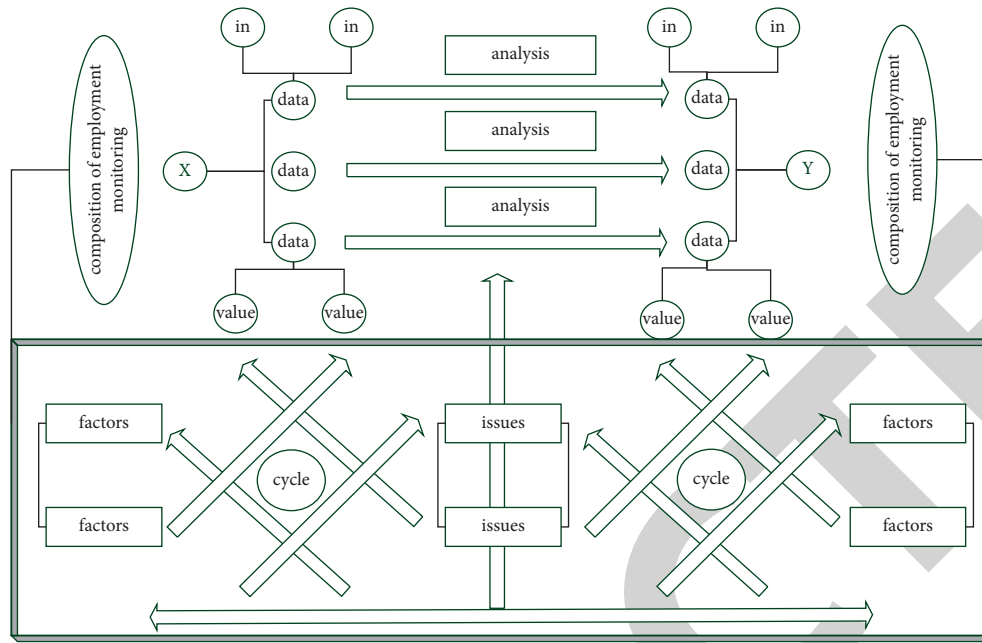 in
in
analysis
in
in
data
data
composition of employment
monitoring
analysis
composition of employment
monitoring
X
data
data
Y
analysis
data
data
value
value
value
value
factors
issues
factors
cycle
cycle
factors
issues
factors